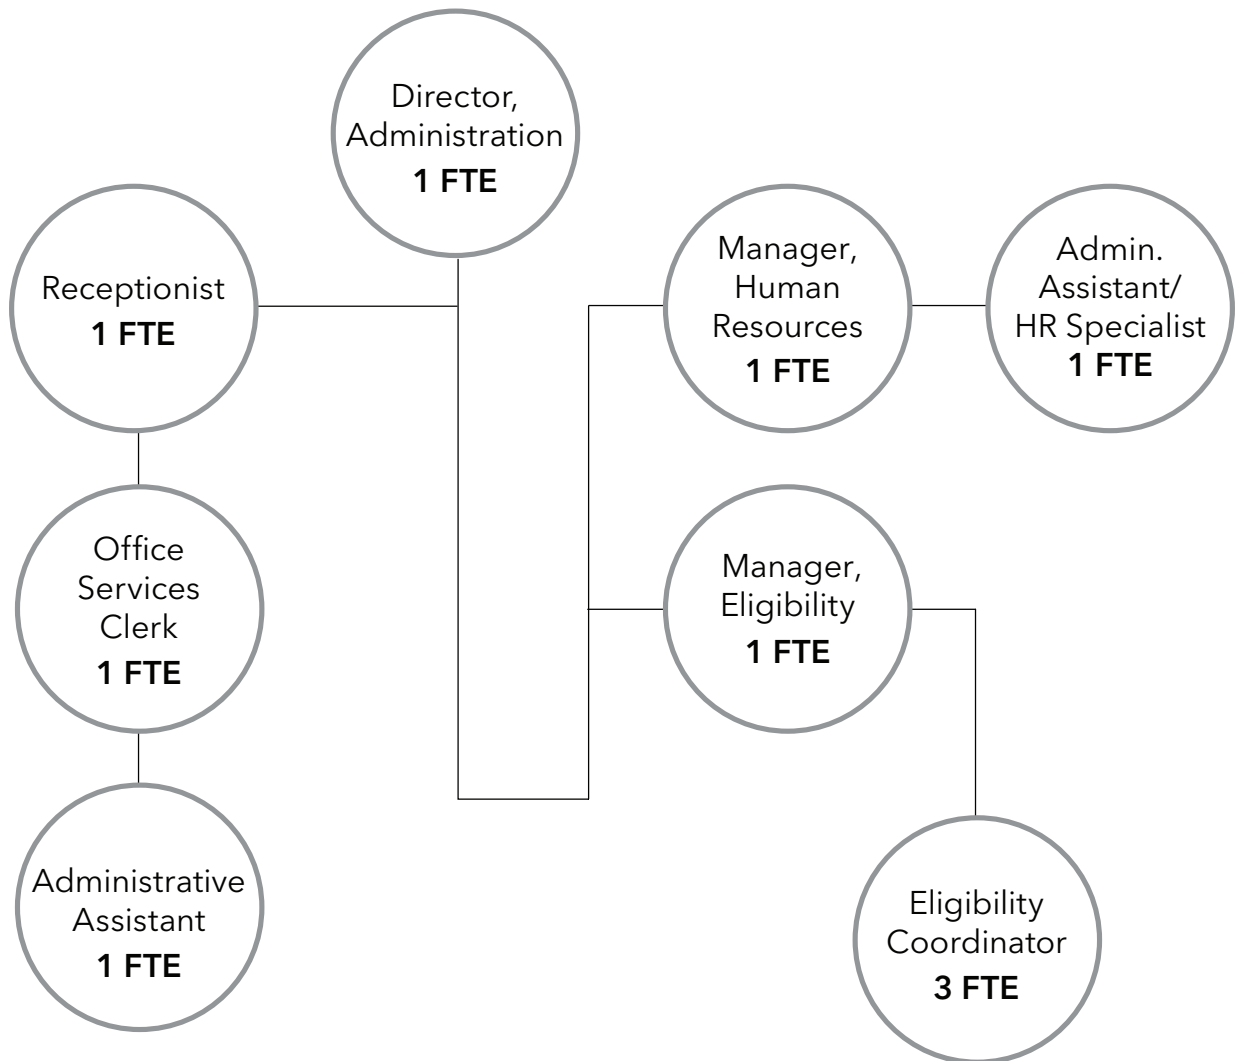 Director,
Administration
1 FTE
Receptionist
1 FTE
Manager,
Human
Resources
1 FTE
Admin.
Assistant/
HR Specialist
1 FTE
Office
Services
Clerk
1 FTE
Manager,
Eligibility
1 FTE
Administrative
Assistant
1 FTE
Eligibility
Coordinator
3 FTE